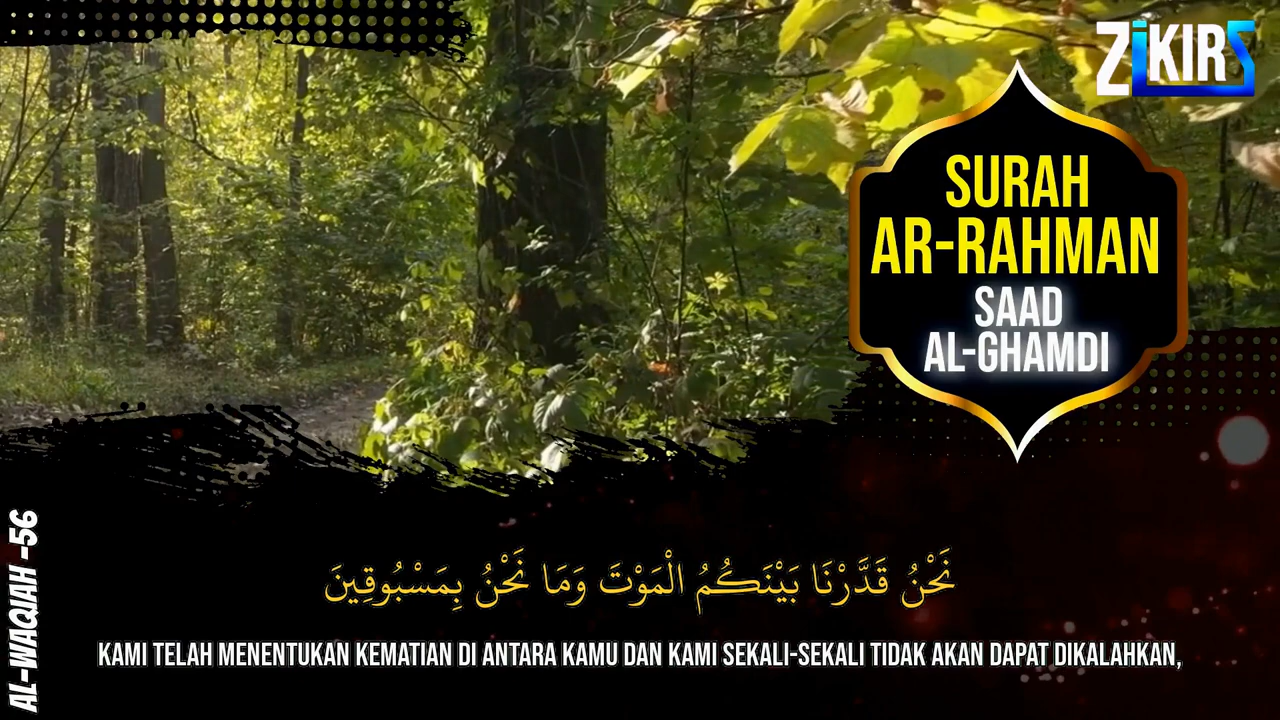 ZIKIRS
SURAH
AR-RAHMAN
SAAD
AL-GHAMDI
AL-WAQIAH -56
نَحْنُ قَدَّرْنَا بَيْنَكُمُ الْمَوْتَ وَمَا نَحْنُ بِمَسْبُوقِينَ
KAMI TELAH MENENTUKAN KEMATIAN DI ANTARA KAMU DAN KAMI SEKALI-SEKALI TIDAK AKAN DAPAT DIKALAHKAN,